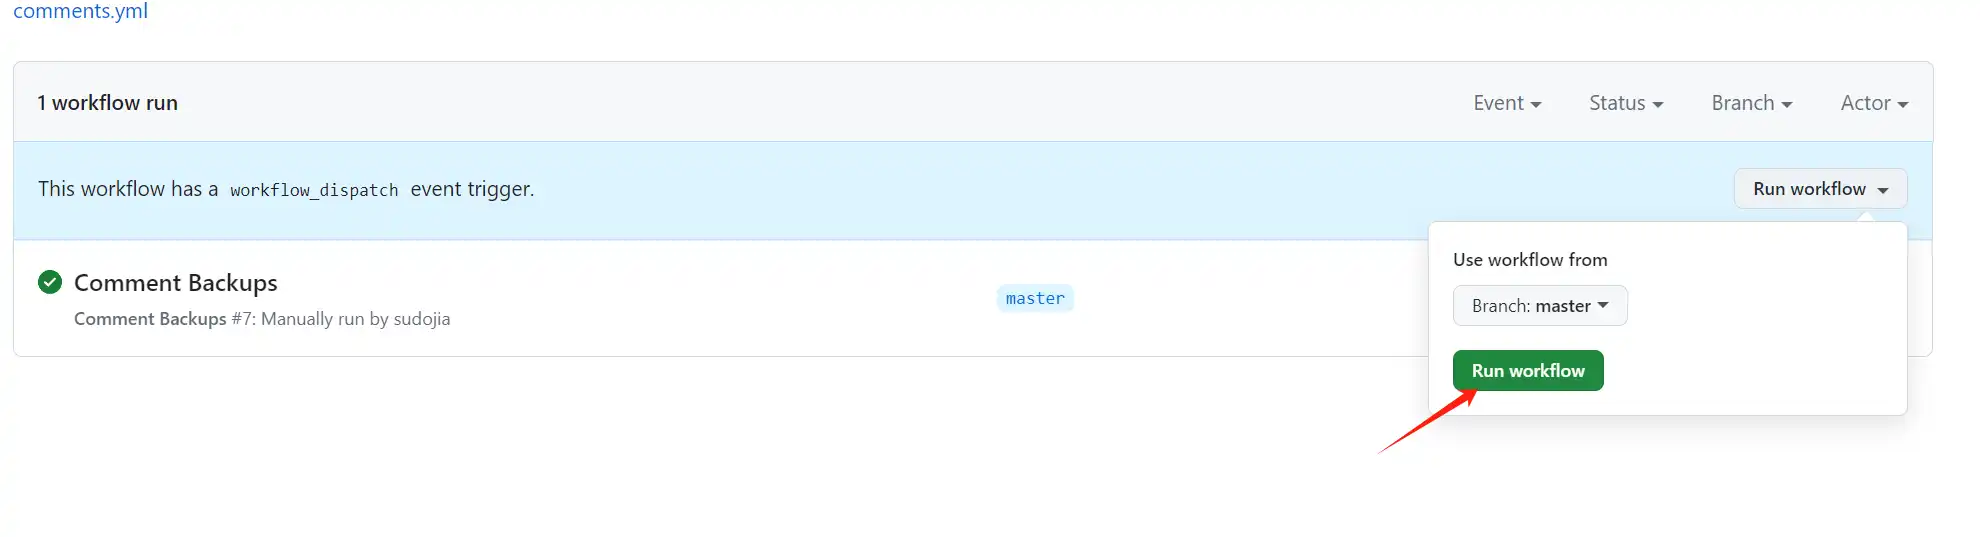 comments.yml
1 workflow run
Event Status Branch Actor
This workflow has a workflow_dispatch event trigger.
Run workflow
Use workflow from
Branch: master
Run workflow
Comment Backups
master
Comment Backups #7: Manually run by sudojia